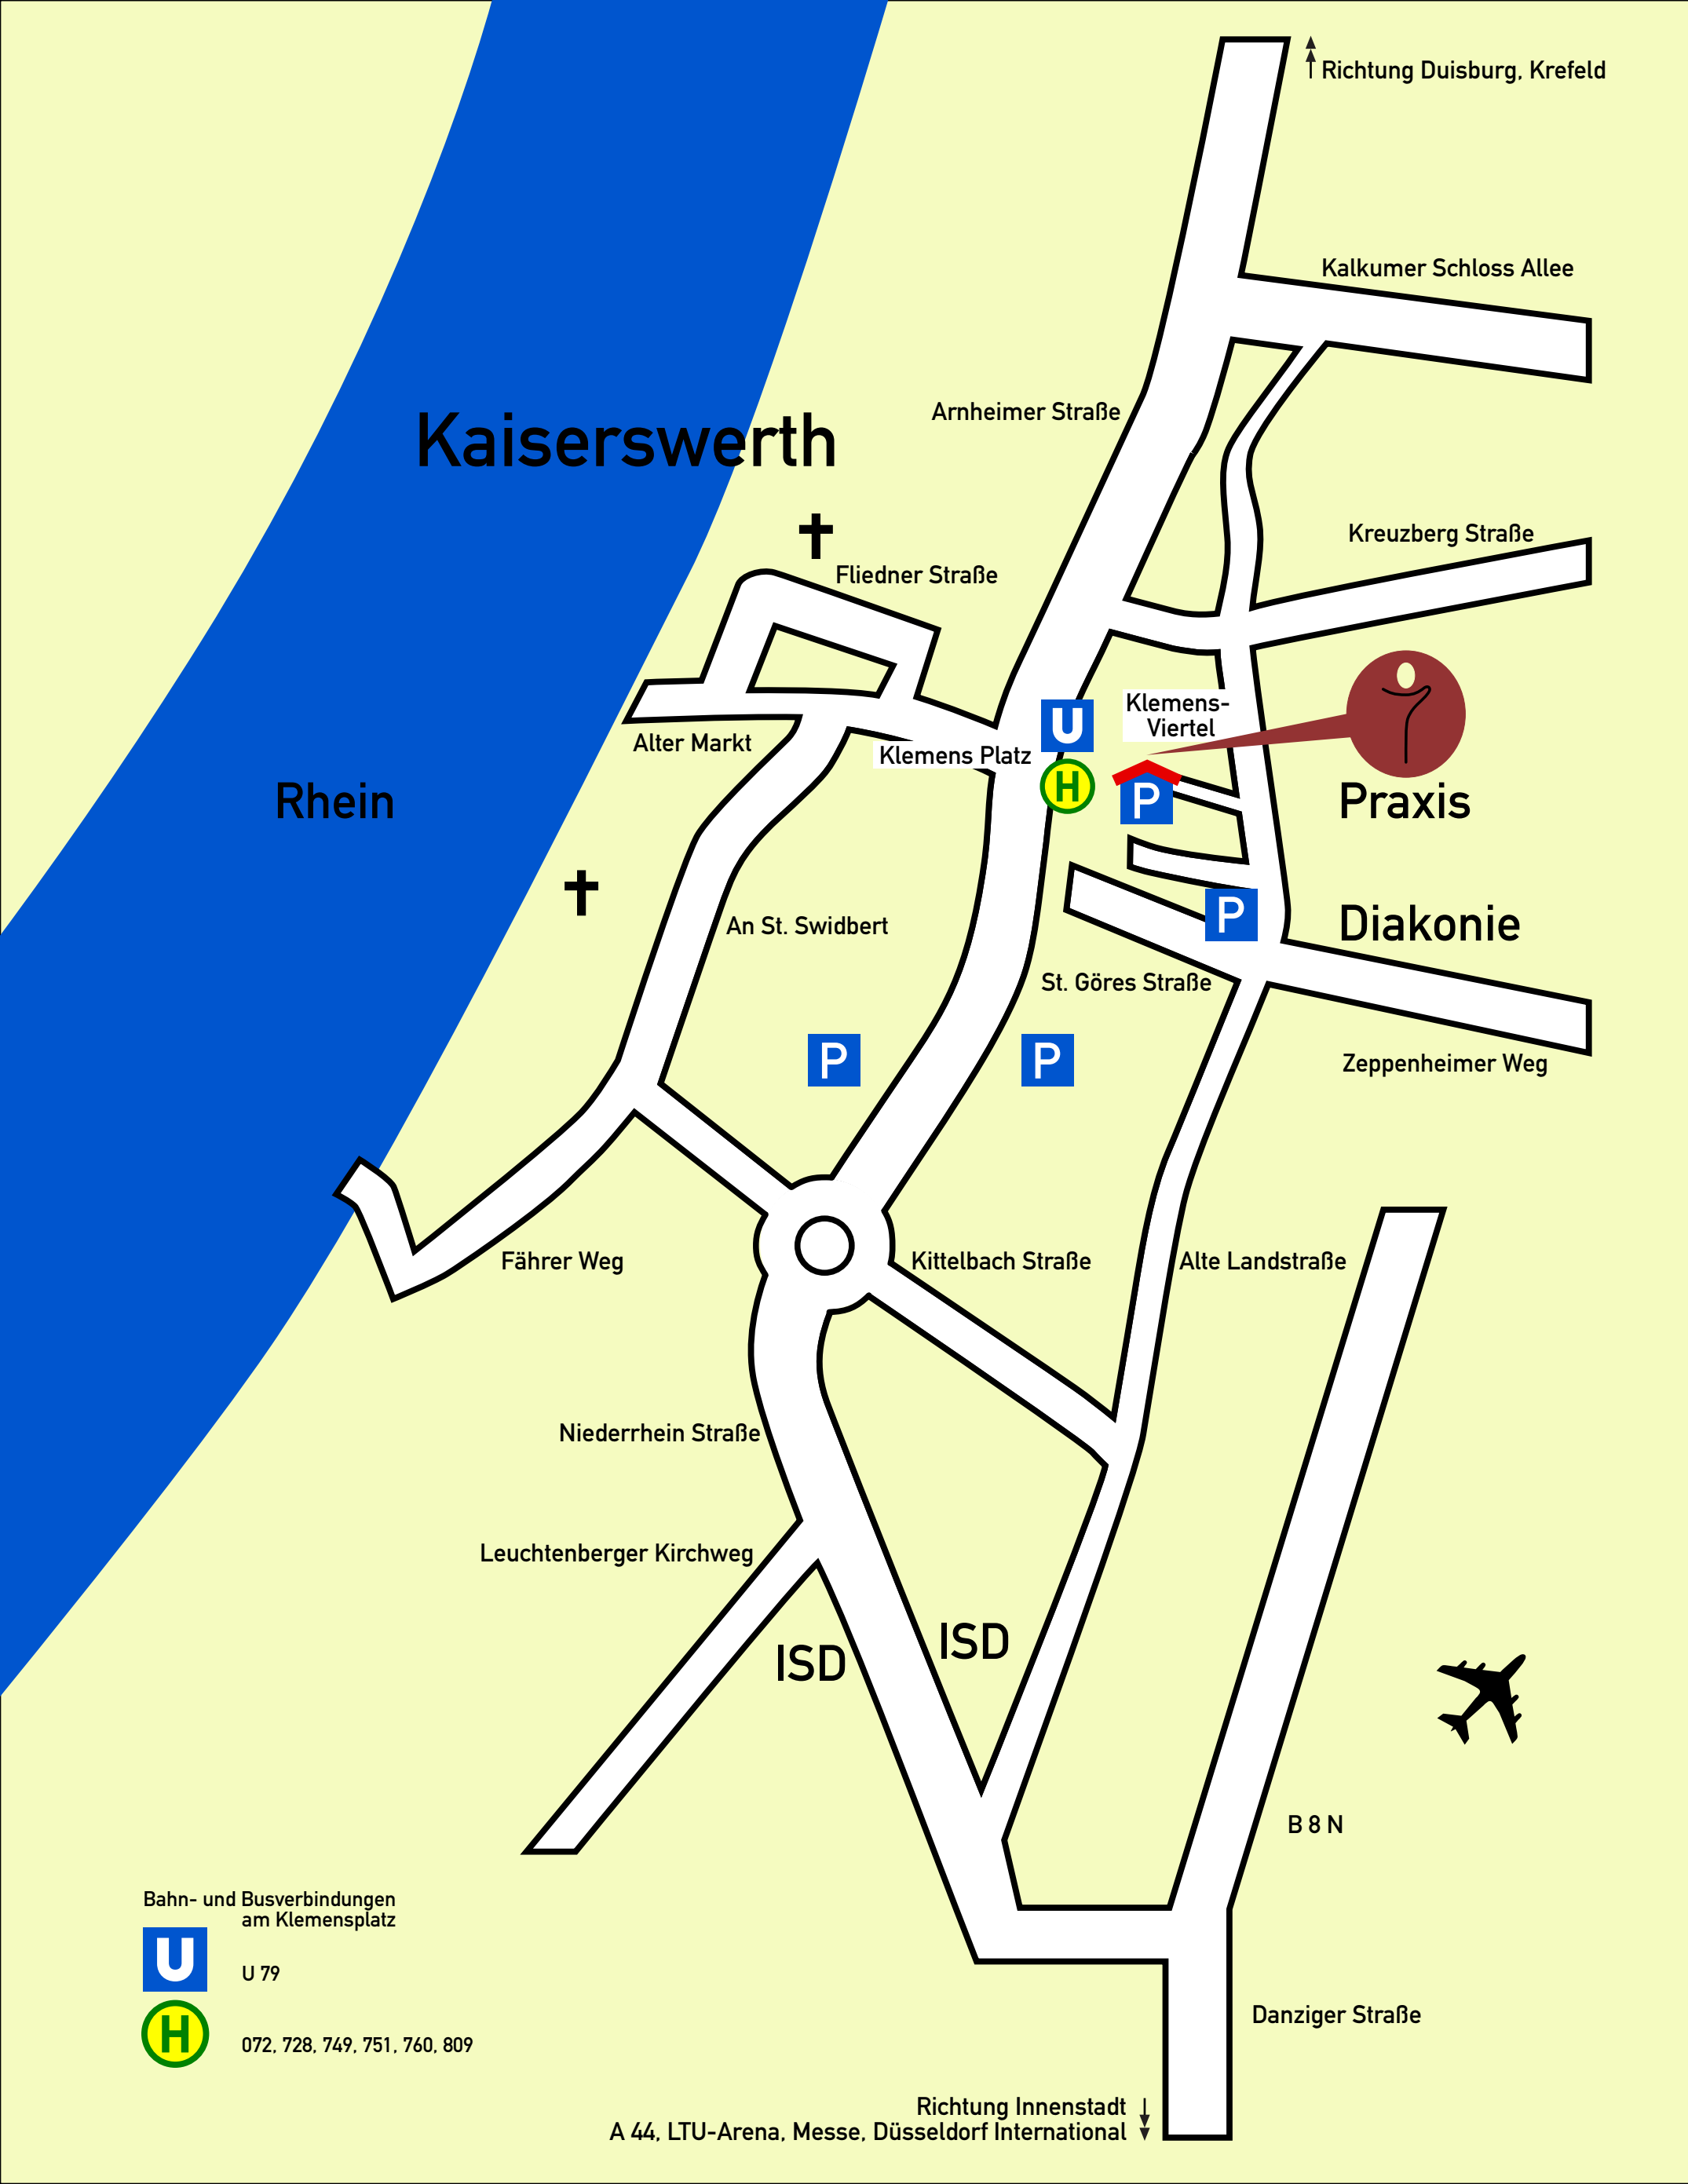 Richtung Duisburg, Krefeld
Kalkumer Schloss Allee
Arnheimer Straße
Kaiserswerth
Kreuzberg Straße
Fliedner Straße
Klemens-
Viertel
U
Alter Markt
Klemens Platz
H
P
Rhein
Praxis
P
Diakonie
An St. Swidbert
St. Göres Straße
P
P
Zeppenheimer Weg
Fährer Weg
Kittelbach Straße
Alte Landstraße
Niederrhein Straße
Leuchtenberger Kirchweg
ISD
ISD
B 8 N
Bahn- und Busverbindungen
am Klemensplatz
U
U 79
Danziger Straße
H
072, 728, 749, 751, 760, 809
Richtung Innenstadt
A 44, LTU-Arena, Messe, Düsseldorf International